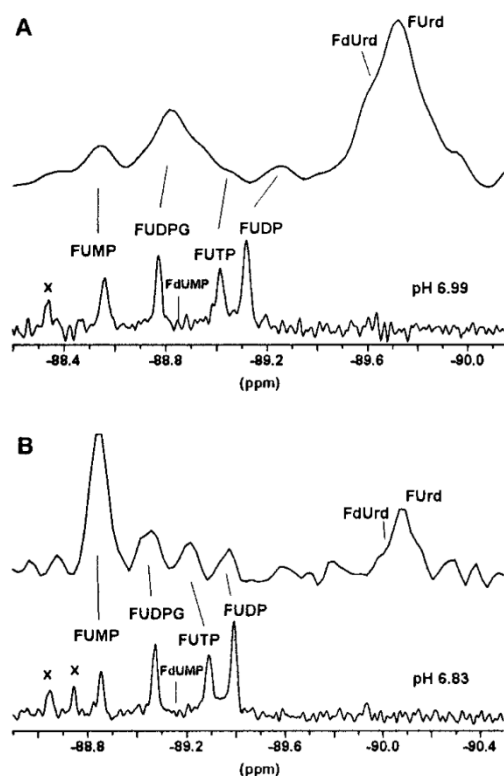 A
FUrd
FdUrd
FUMP
FUDPG
FdUMP
FUTP
FUDP
x
pH 6.99
-88.4 -88.8 -89.2 -89.6 -90.0
(ppm)
B
FdUrd
FUrd
FUMP
FUDPG
FdUMP
FUTP
FUDP
x x
pH 6.83
-88.8 -89.2 -89.6 -90.0 -90.4
(ppm)